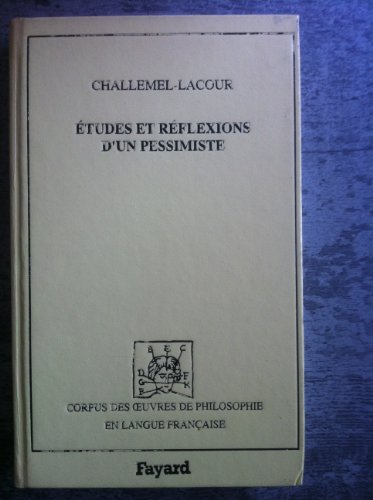 CHALLEMEL-LACOUR
ÉTUDES ET RÉFLEXIONS
D'UN PESSIMISTE
CORPUS DES ŒUVRES DE PHILOSOPHIE
EN LANGUE FRANÇAISE
Fayard